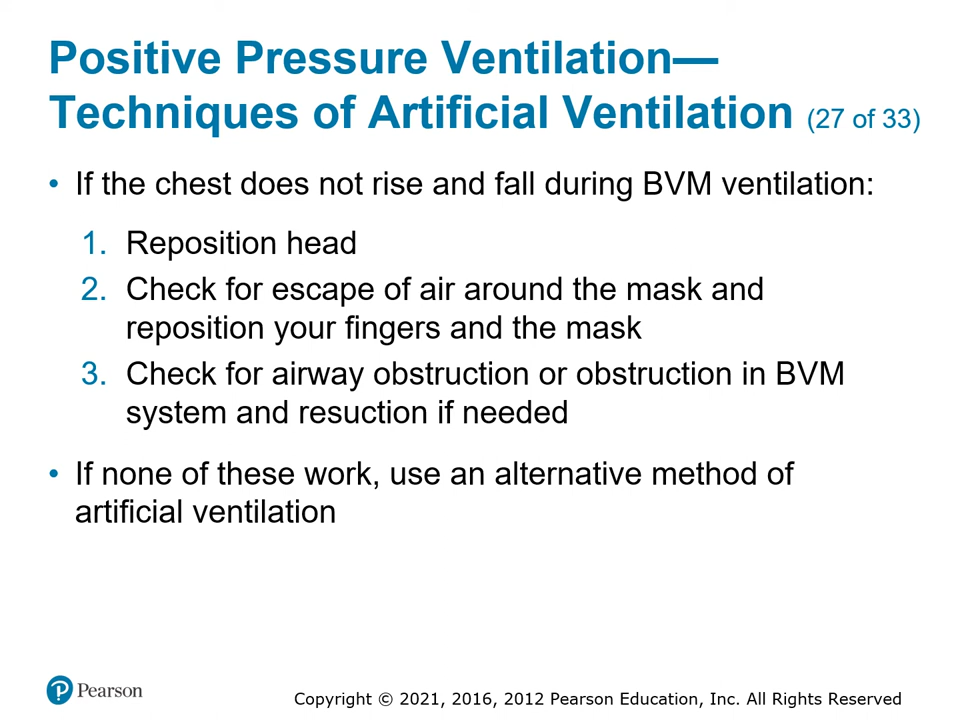 Positive Pressure Ventilation—
Techniques of Artificial Ventilation (27 of 33)
• If the chest does not rise and fall during BVM ventilation:
1. Reposition head
2. Check for escape of air around the mask and
reposition your fingers and the mask
3. Check for airway obstruction or obstruction in BVM
system and resuction if needed
• If none of these work, use an alternative method of
artificial ventilation
Pearson
Copyright © 2021, 2016, 2012 Pearson Education, Inc. All Rights Reserved